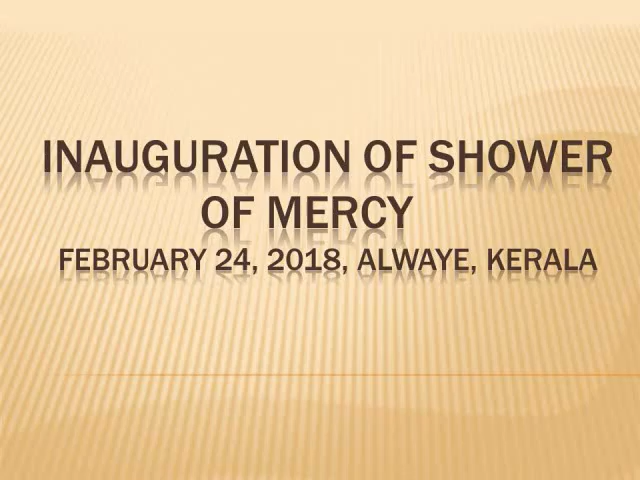 INAUGURATION OF SHOWER
OF MERCY
FEBRUARY 24, 2018, ALWAYE, KERALA